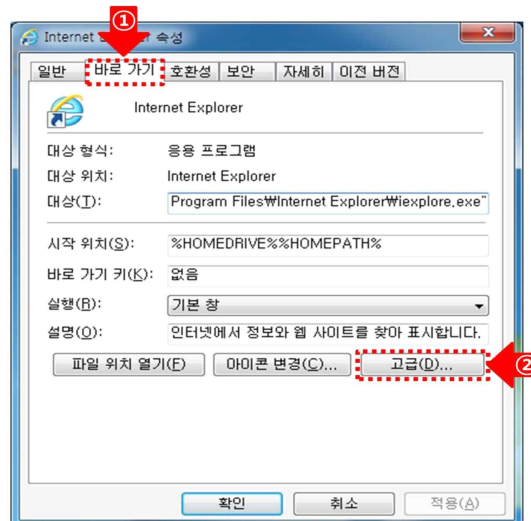 ①
Internet 속성
일반 바로 가기 호환성 보안 자세히 이전 버전
Internet Explorer
대상 형식: 응용 프로그램
대상 위치: Internet Explorer
대상(T): Program Files₩Internet Explorer₩iexplore,exe"
시작 위치(S): %HOMEDRIVE%%HOMEPATH%
바로 가기 키(K): 없음
실행(R): 기본 창
설명(O): 인터넷에서 정보와 웹 사이트를 찾아 표시합니다,
파일 위치 열기(F) 아이콘 변경(C)... 고급(D)... ②
확인 취소 적용(A)